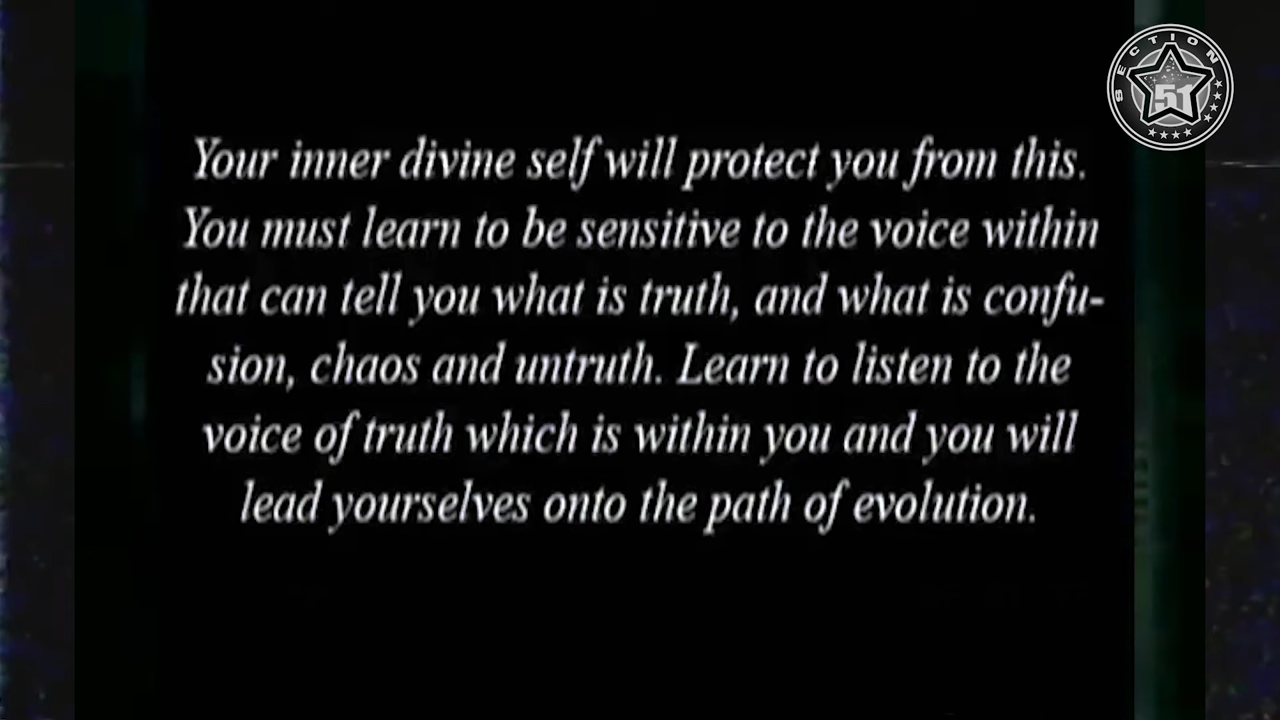 SECTION
51
Your inner divine self will protect you from this.
You must learn to be sensitive to the voice within
that can tell you what is truth, and what is confu-
sion, chaos and untruth. Learn to listen to the
voice of truth which is within you and you will
lead yourselves onto the path of evolution.